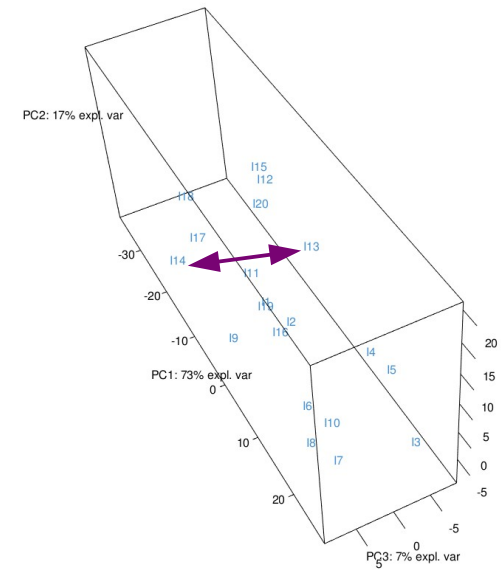 PC2: 17% expl. var
I15
I12
I18
I20
I17
I13
-30
I14
I11
-20
I1
I19
I2
I16
-10
I9
20
I4
PC1: 73% expl. var
I5
15
0
I6
10
I10
10
I8
I3
5
I7
0
20
-5
-5
0
PC3: 7% expl. var
5